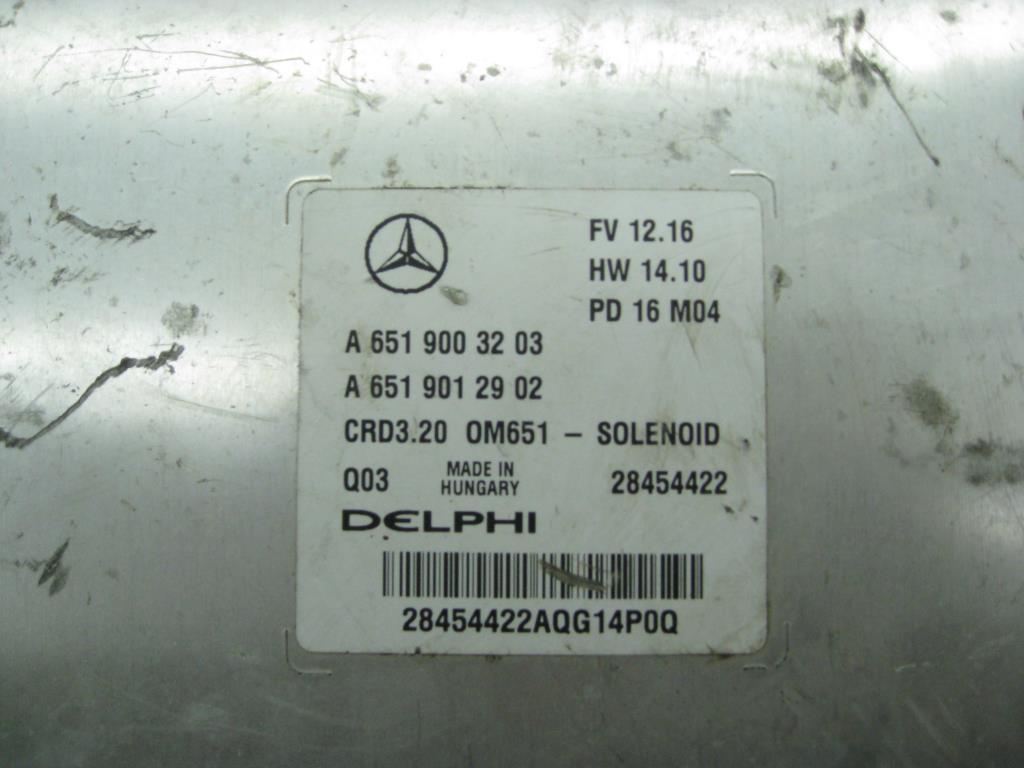 FV 12.16
HW 14.10
PD 16 M04
A 651 900 32 03
A 651 901 29 02
CRD3.20 OM651 – SOLENOID
Q03 MADE IN HUNGARY 28454422
DELPHI
28454422AQG14P0Q